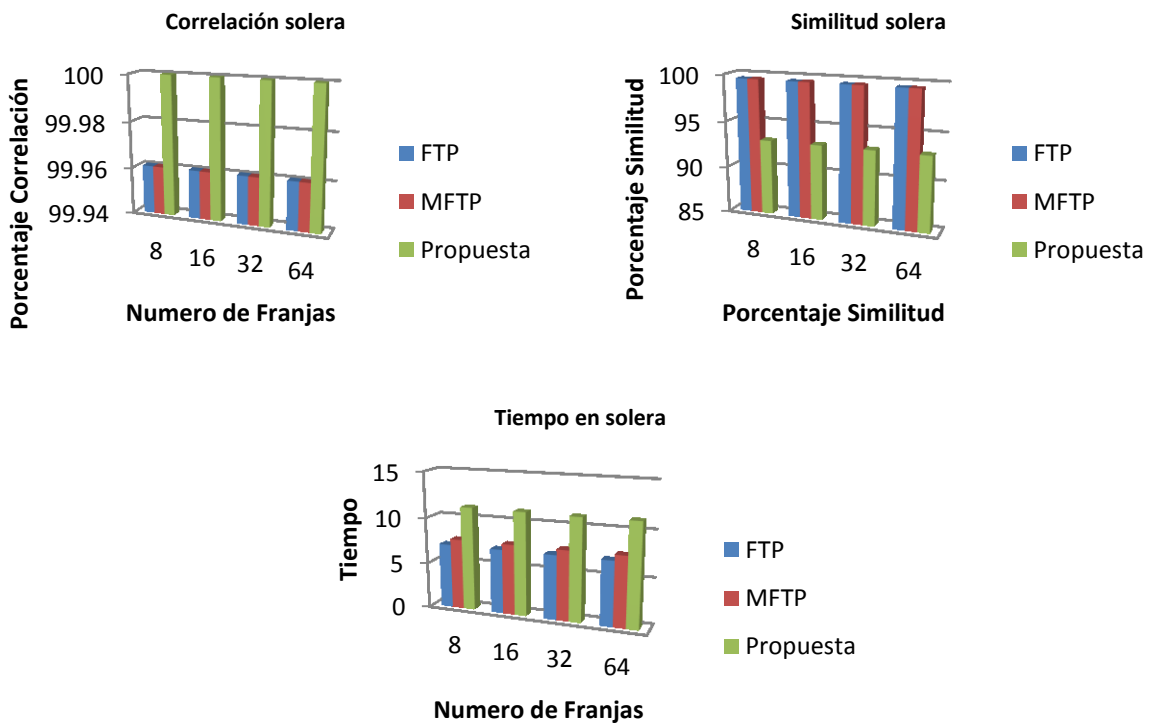 Correlación solera
Porcentaje Correlación
100
99.98
99.96
99.94
8 16 32 64
Numero de Franjas
FTP
MFTP
Propuesta
Similitud solera
Porcentaje Similitud
100
95
90
85
8 16 32 64
Porcentaje Similitud
FTP
MFTP
Propuesta
Tiempo en solera
Tiempo
15
10
5
0
8 16 32 64
Numero de Franjas
FTP
MFTP
Propuesta